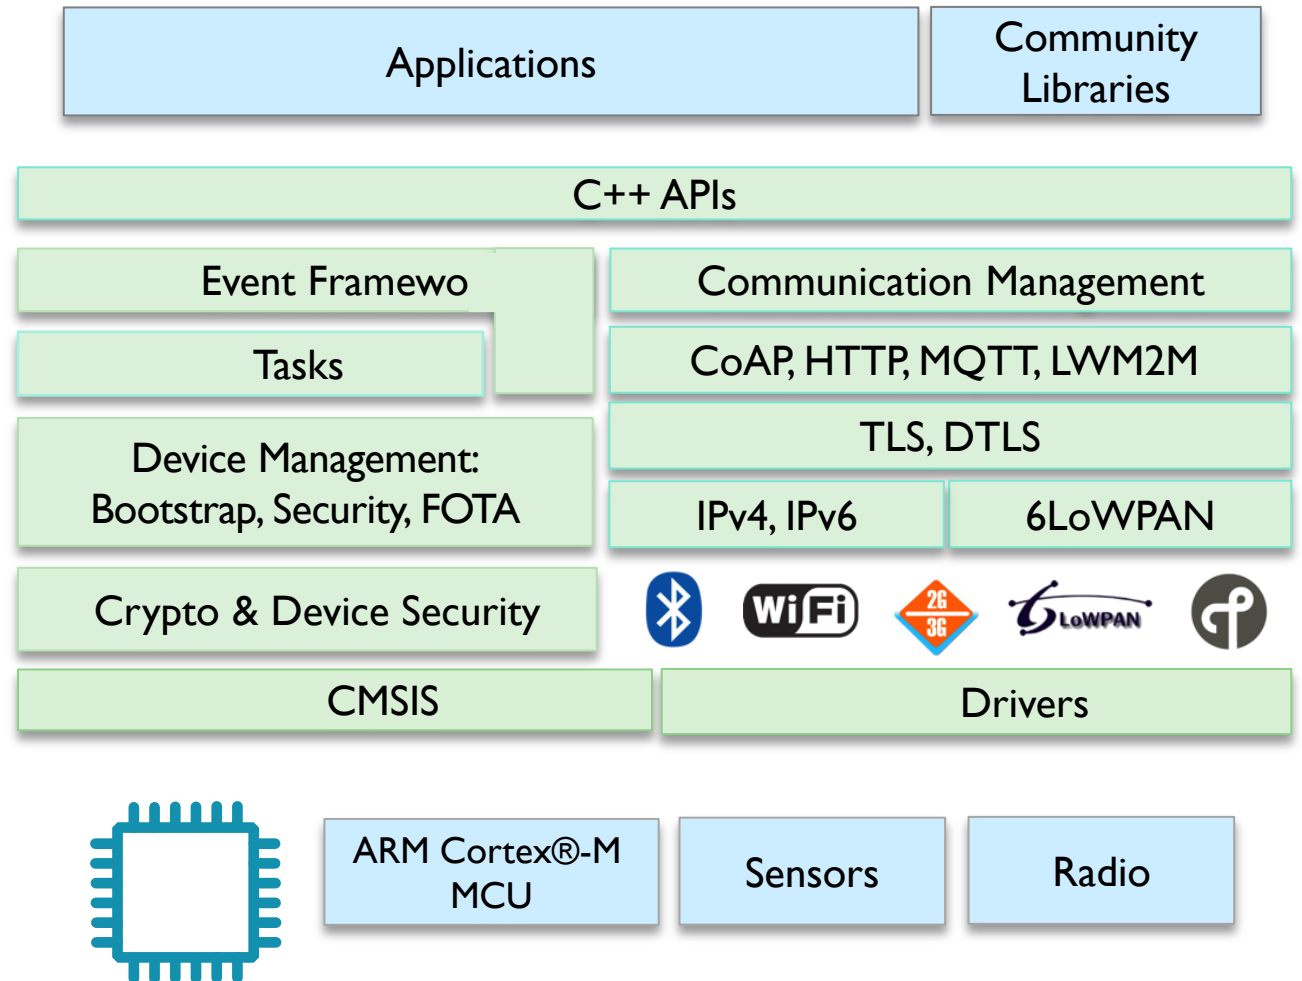 Applications
Community
Libraries
C++ APIs
Event Framewo
Communication Management
Tasks
CoAP, HTTP, MQTT, LWM2M
TLS, DTLS
Device Management:
Bootstrap, Security, FOTA
IPv4, IPv6
6LoWPAN
Crypto & Device Security
WiFi
2G
3G
6LoWPAN
CMSIS
Drivers
ARM Cortex®-M
MCU
Sensors
Radio